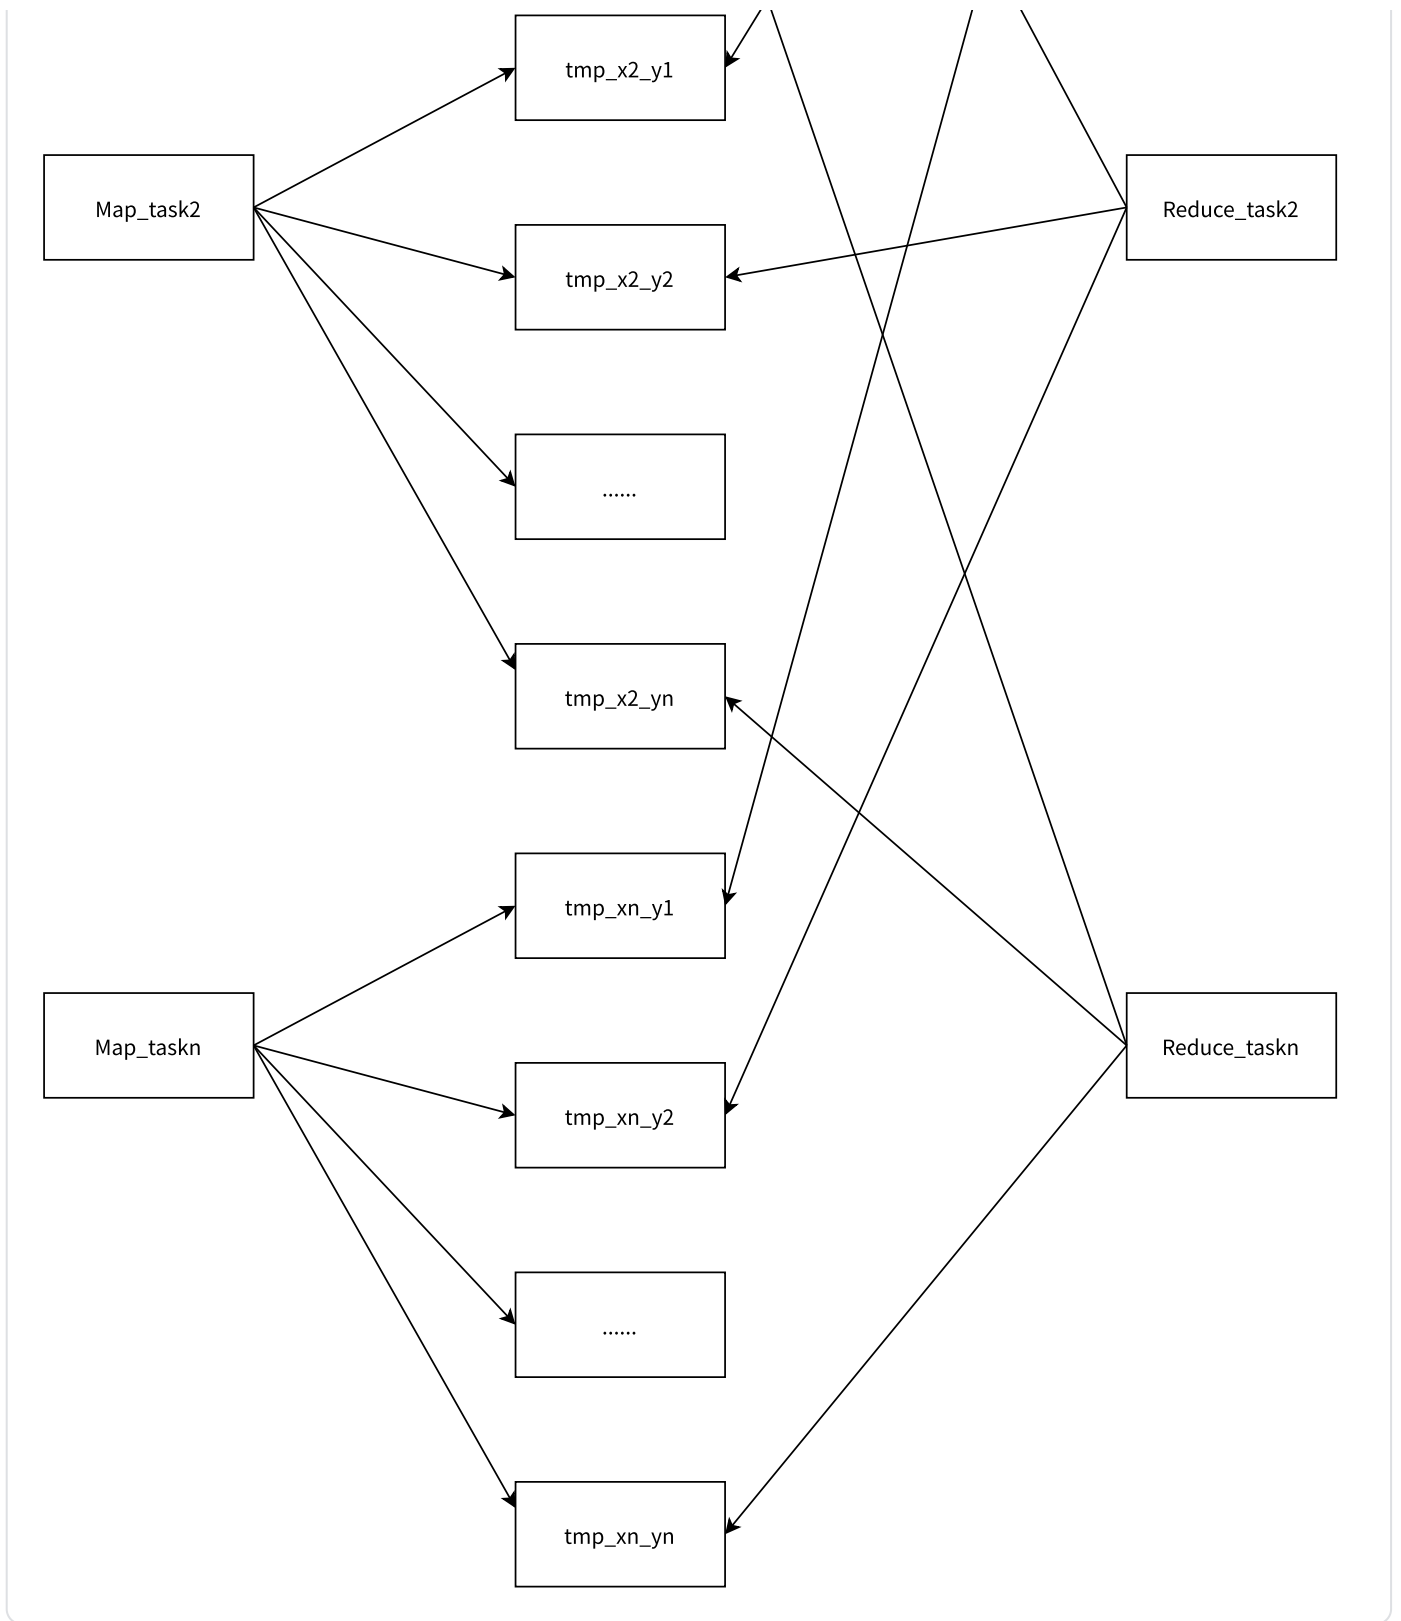 tmp_x2_y1
Map_task2
Reduce_task2
tmp_x2_y2
......
tmp_x2_yn
tmp_xn_y1
Map_taskn
Reduce_taskn
tmp_xn_y2
......
tmp_xn_yn